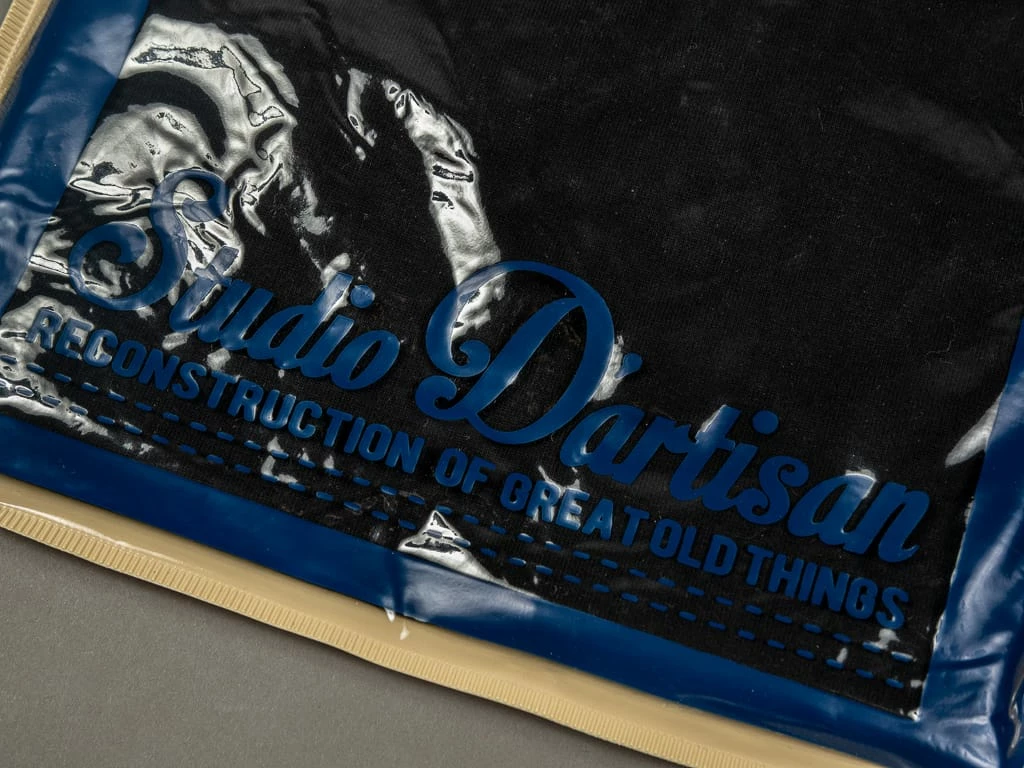 Studio D'artisan
RECONSTRUCTION OF GREAT OLD THINGS